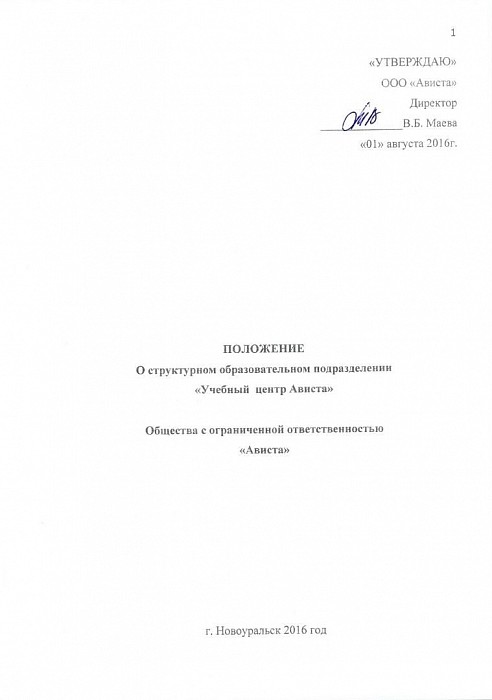 1
«УТВЕРЖДАЮ»
ООО «Ависта»
Директор
В.Б. Маева
«01» августа 2016г.
ПОЛОЖЕНИЕ
О структурном образовательном подразделении
«Учебный центр Ависта»
Общества с ограниченной ответственностью
«Ависта»
г. Новоуральск 2016 год